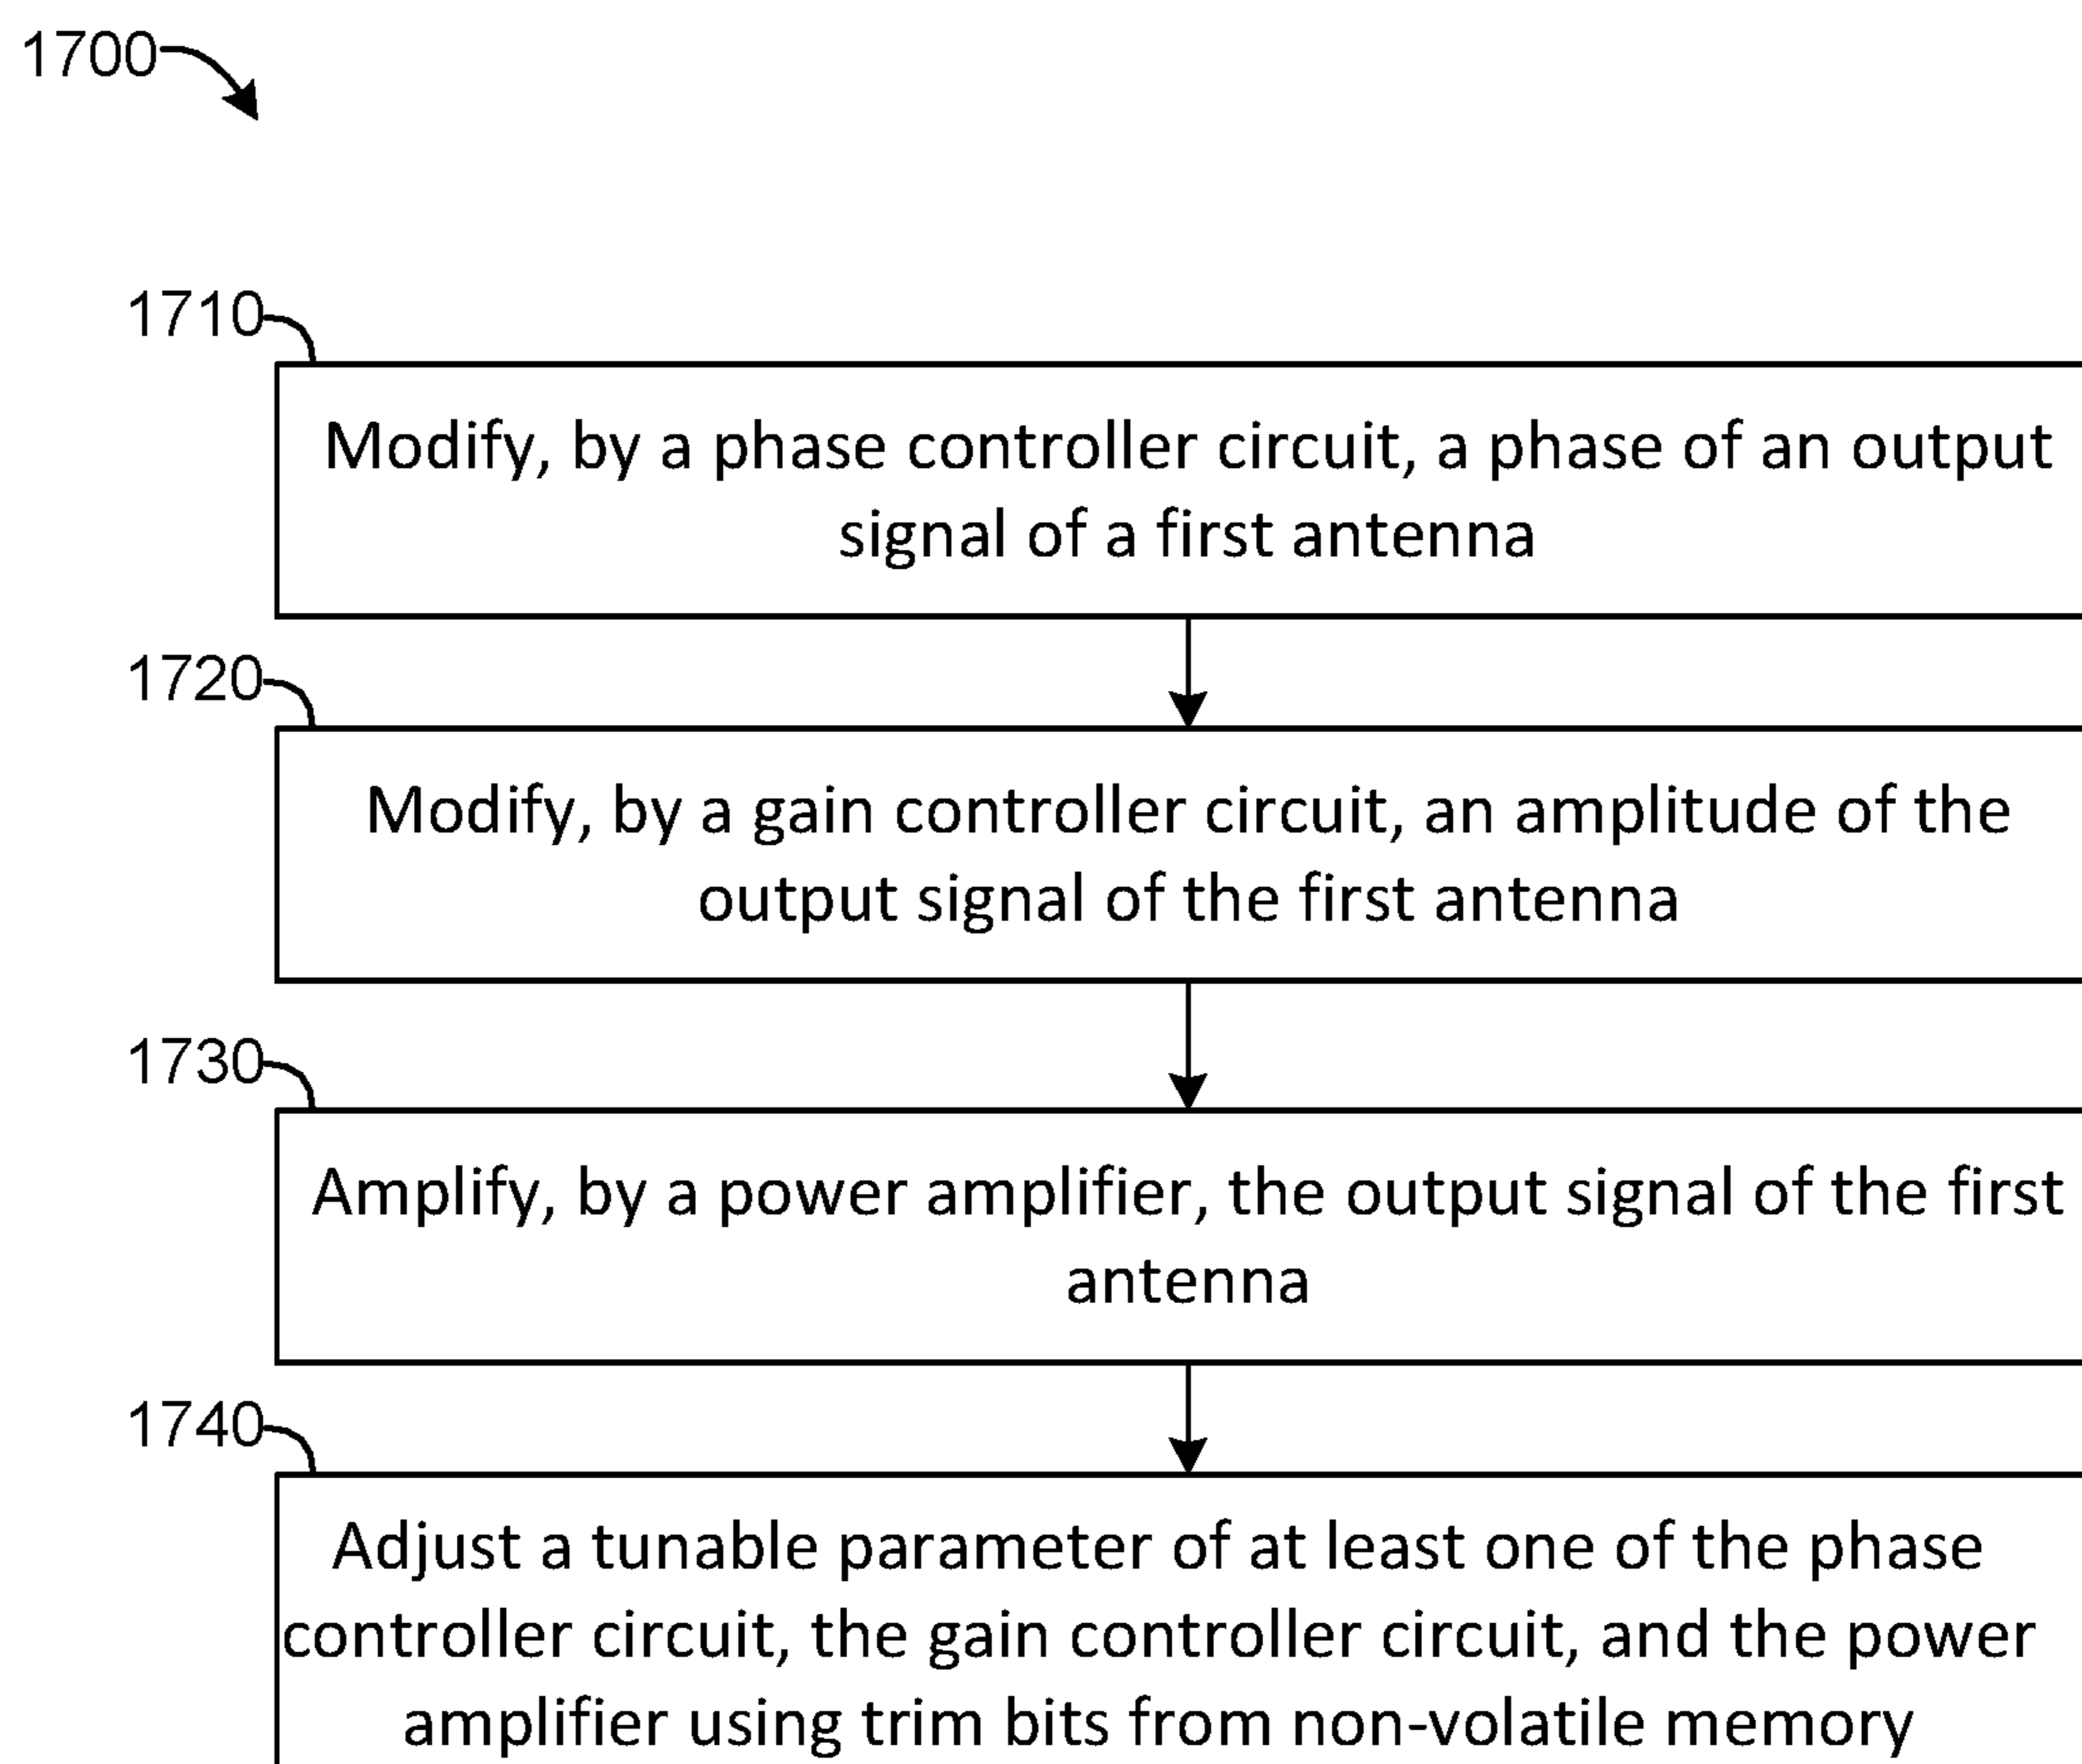 1700
1710
Modify, by a phase controller circuit, a phase of an output
signal of a first antenna
1720
Modify, by a gain controller circuit, an amplitude of the
output signal of the first antenna
1730
Amplify, by a power amplifier, the output signal of the first
antenna
1740
Adjust a tunable parameter of at least one of the phase
controller circuit, the gain controller circuit, and the power
amplifier using trim bits from non-volatile memory